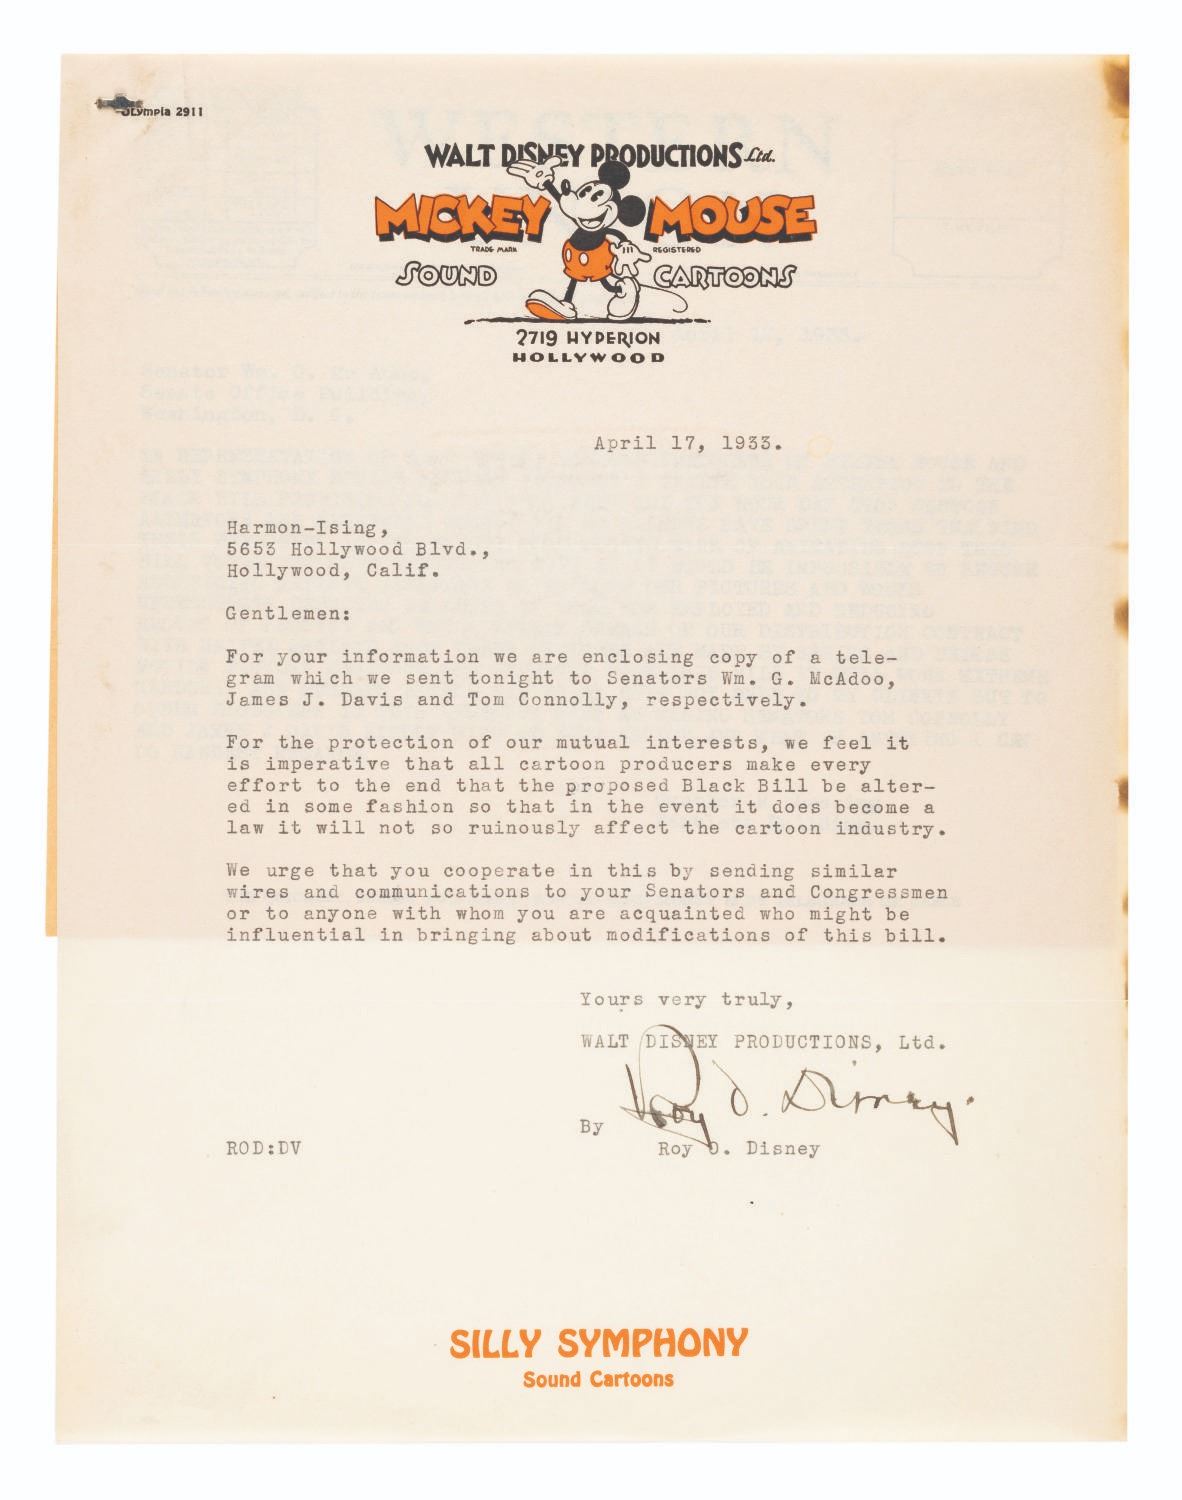 Olympia 2911
WALT DISNEY PRODUCTIONS Ltd.
MICKEY MOUSE
TRADE MARK REGISTERED
SOUND CARTOONS
2719 HYPERION
HOLLYWOOD
April 17, 1933.
Harmon-Ising,
5653 Hollywood Blvd.,
Hollywood, Calif.
Gentlemen:
For your information we are enclosing copy of a tele-
gram which we sent tonight to Senators Wm. G. McAdoo,
James J. Davis and Tom Connolly, respectively.
For the protection of our mutual interests, we feel it
is imperative that all cartoon producers make every
effort to the end that the proposed Black Bill be alter-
ed in some fashion so that in the event it does become a
law it will not so ruinously affect the cartoon industry.
We urge that you cooperate in this by sending similar
wires and communications to your Senators and Congressmen
or to anyone with whom you are acquainted who might be
influential in bringing about modifications of this bill.
Yours very truly,
WALT DISNEY PRODUCTIONS, Ltd.
Roy O. Disney.
By
ROD:DV Roy O. Disney
SILLY SYMPHONY
Sound Cartoons